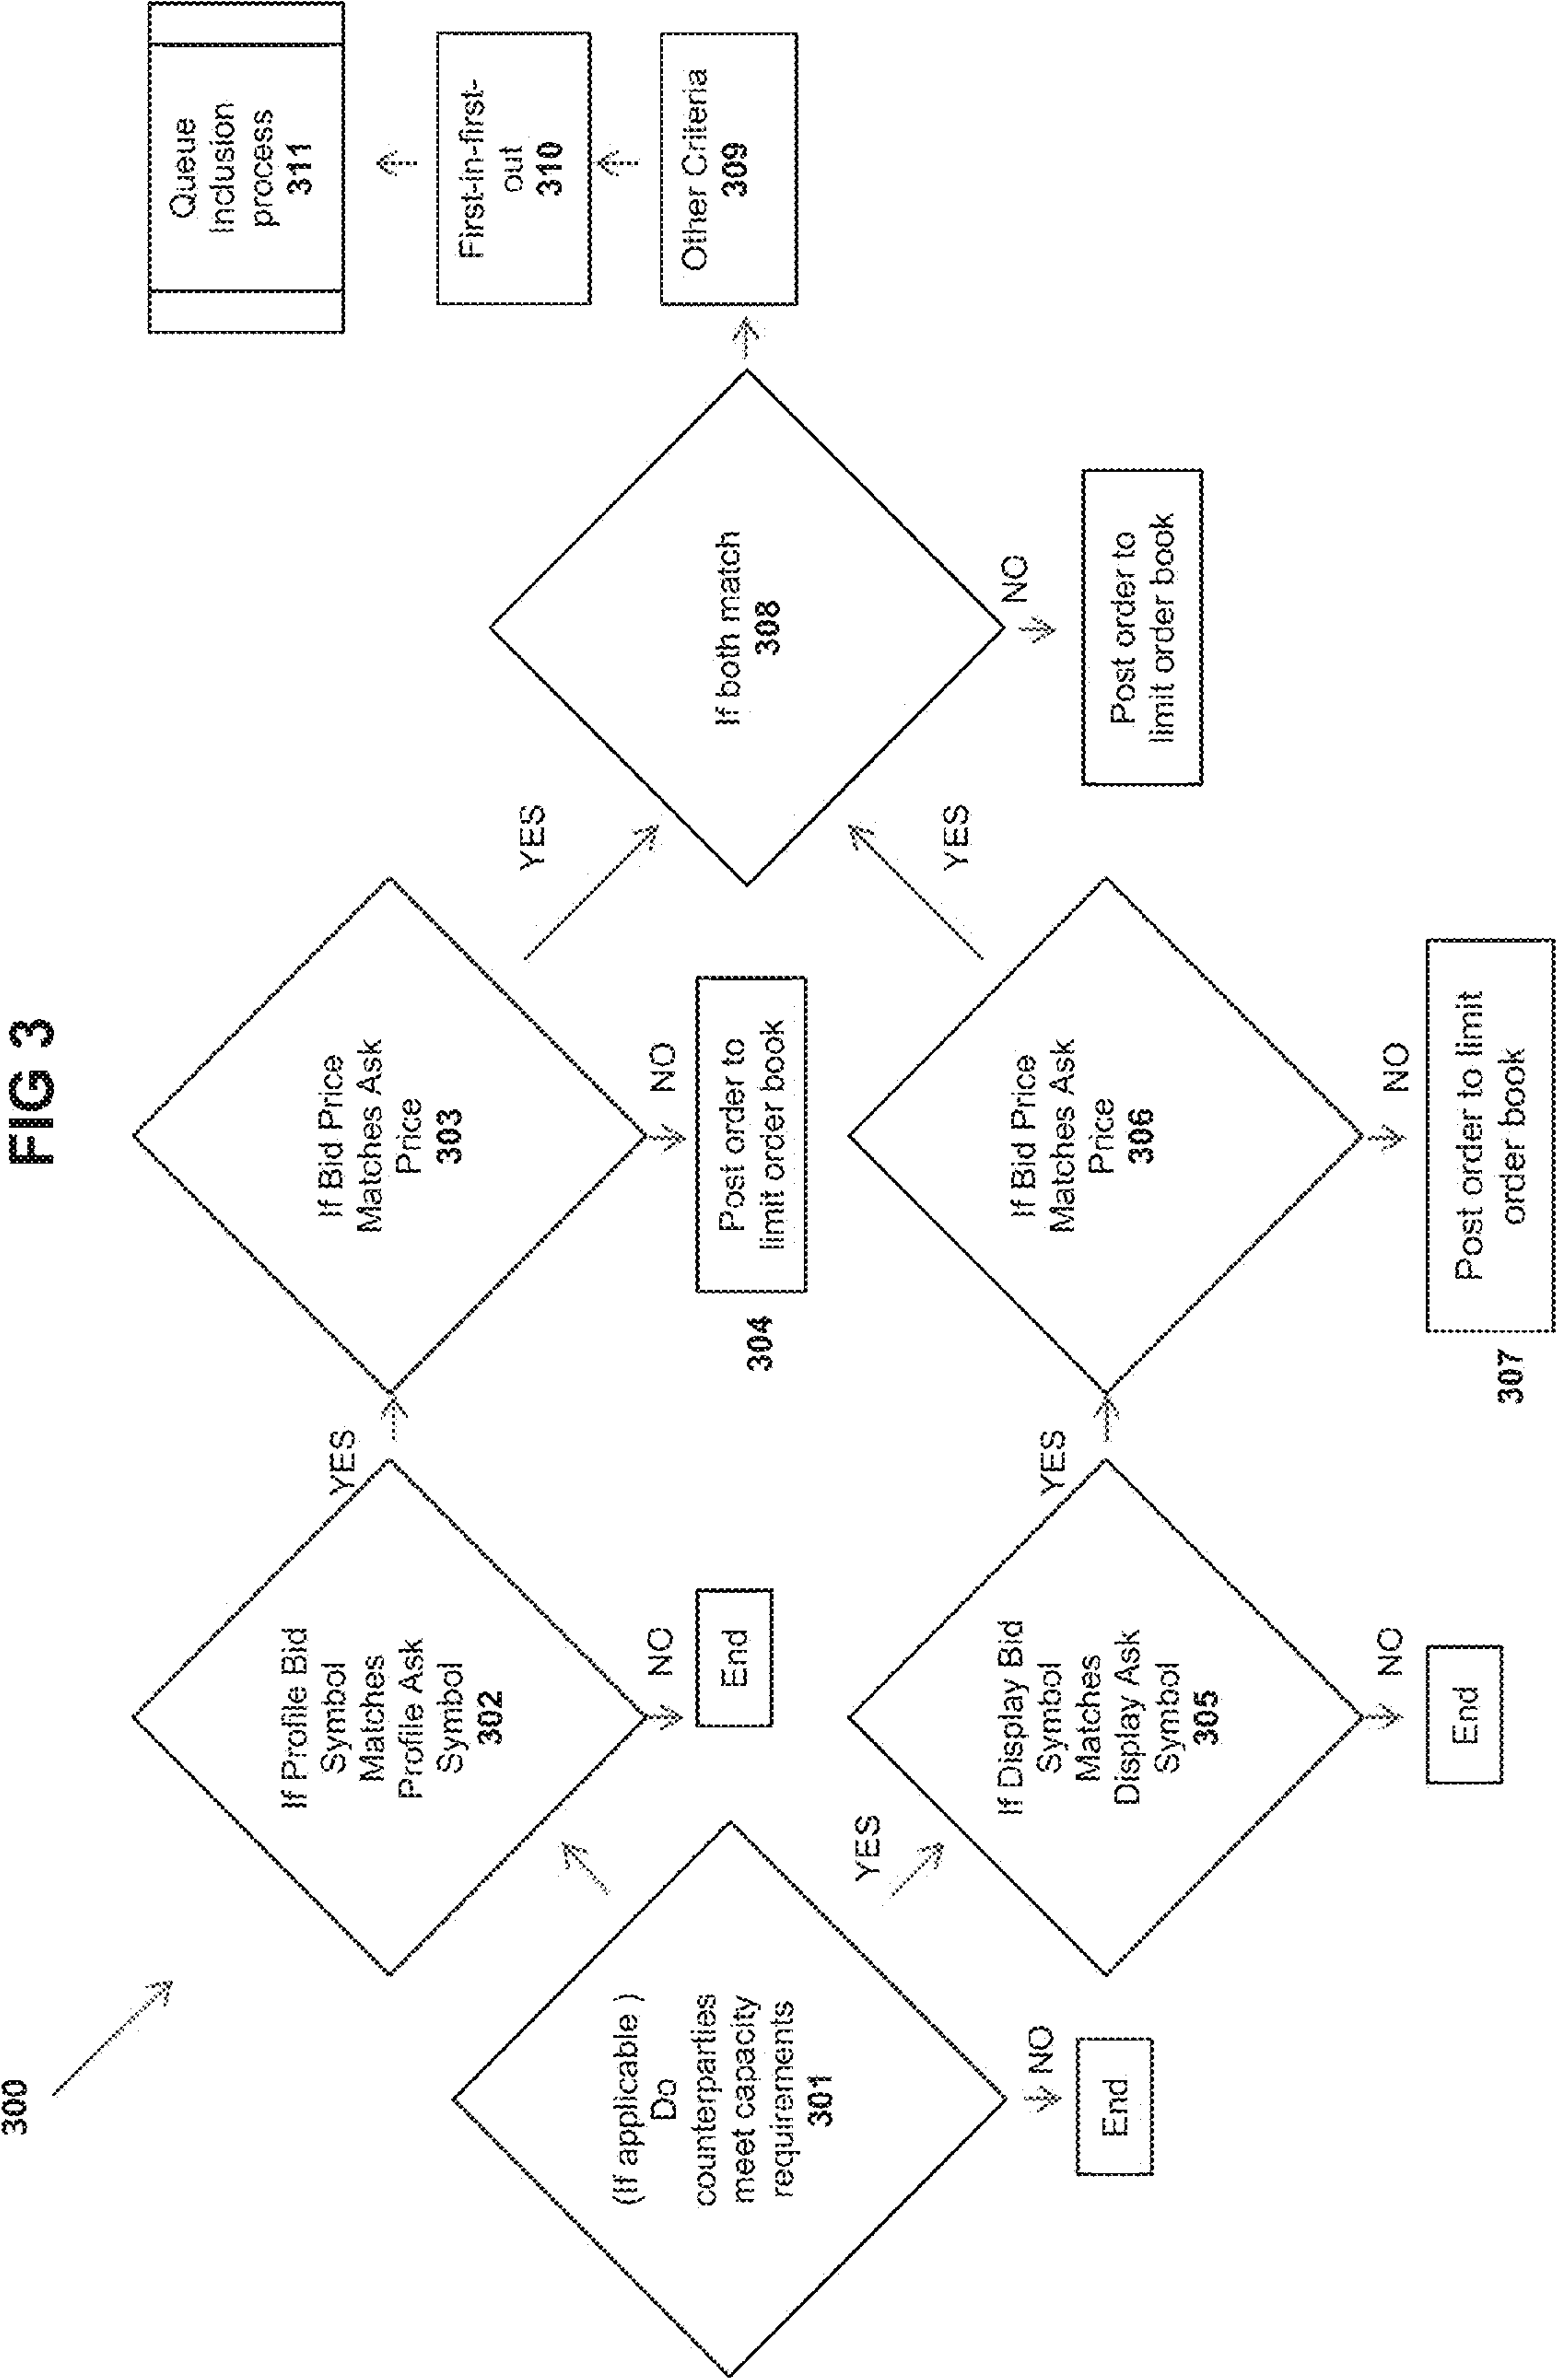 FIG 3
300
(If applicable )
Do
counterparties
meet capacity
requirements
301
NO
End
YES
If Profile Bid
Symbol
Matches
Profile Ask
Symbol
302
YES
NO
End
If Bid Price
Matches Ask
Price
303
YES
NO
Post order to
limit order book
304
If Display Bid
Symbol
Matches
Display Ask
Symbol
305
YES
NO
End
If Bid Price
Matches Ask
Price
306
YES
NO
Post order to limit
order book
307
If both match
308
NO
Post order to
limit order book
Other Criteria
309
First-in-first-
out
310
Queue
Inclusion
process
311